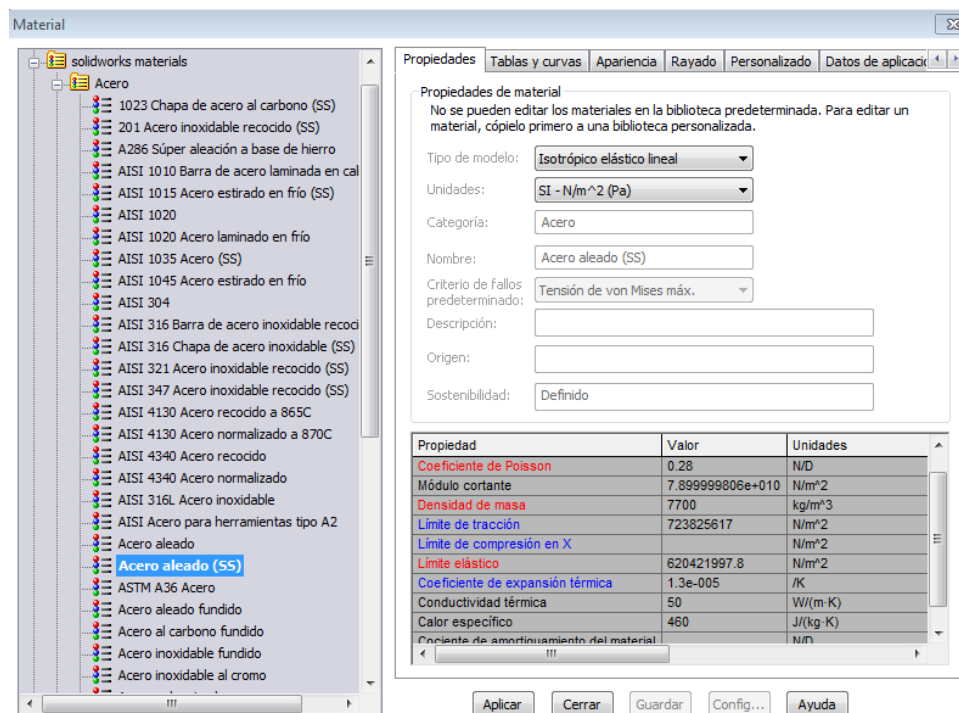 Material
solidworks materials
Acero
1023 Chapa de acero al carbono (SS)
201 Acero inoxidable recocido (SS)
A286 Súper aleación a base de hierro
AISI 1010 Barra de acero laminada en cal
AISI 1015 Acero estirado en frío (SS)
AISI 1020
AISI 1020 Acero laminado en frío
AISI 1035 Acero (SS)
AISI 1045 Acero estirado en frío
AISI 304
AISI 316 Barra de acero inoxidable recoci
AISI 316 Chapa de acero inoxidable (SS)
AISI 321 Acero inoxidable recocido (SS)
AISI 347 Acero inoxidable recocido (SS)
AISI 4130 Acero recocido a 865C
AISI 4130 Acero normalizado a 870C
AISI 4340 Acero recocido
AISI 4340 Acero normalizado
AISI 316L Acero inoxidable
AISI Acero para herramientas tipo A2
Acero aleado
Acero aleado (SS)
ASTM A36 Acero
Acero aleado fundido
Acero al carbono fundido
Acero inoxidable fundido
Acero inoxidable al cromo
Propiedades Tablas y curvas Apariencia Rayado Personalizado Datos de aplicació
Propiedades de material
No se pueden editar los materiales en la biblioteca predeterminada. Para editar un
material, cópielo primero a una biblioteca personalizada.
Tipo de modelo: Isotrópico elástico lineal
Unidades: SI - N/m^2 (Pa)
Categoría: Acero
Nombre: Acero aleado (SS)
Criterio de fallos
predeterminado: Tensión de von Mises máx.
Descripción:
Origen:
Sostenibilidad: Definido
Propiedad Valor Unidades
Coeficiente de Poisson 0.28 N/D
Módulo cortante 7.899999806e+010 N/m^2
Densidad de masa 7700 kg/m^3
Límite de tracción 723825617 N/m^2
Límite de compresión en X N/m^2
Límite elástico 620421997.8 N/m^2
Coeficiente de expansión térmica 1.3e-005 /K
Conductividad térmica 50 W/(m·K)
Calor específico 460 J/(kg·K)
Cociente de amortiguamiento del material N/D
Aplicar Cerrar Guardar Config... Ayuda